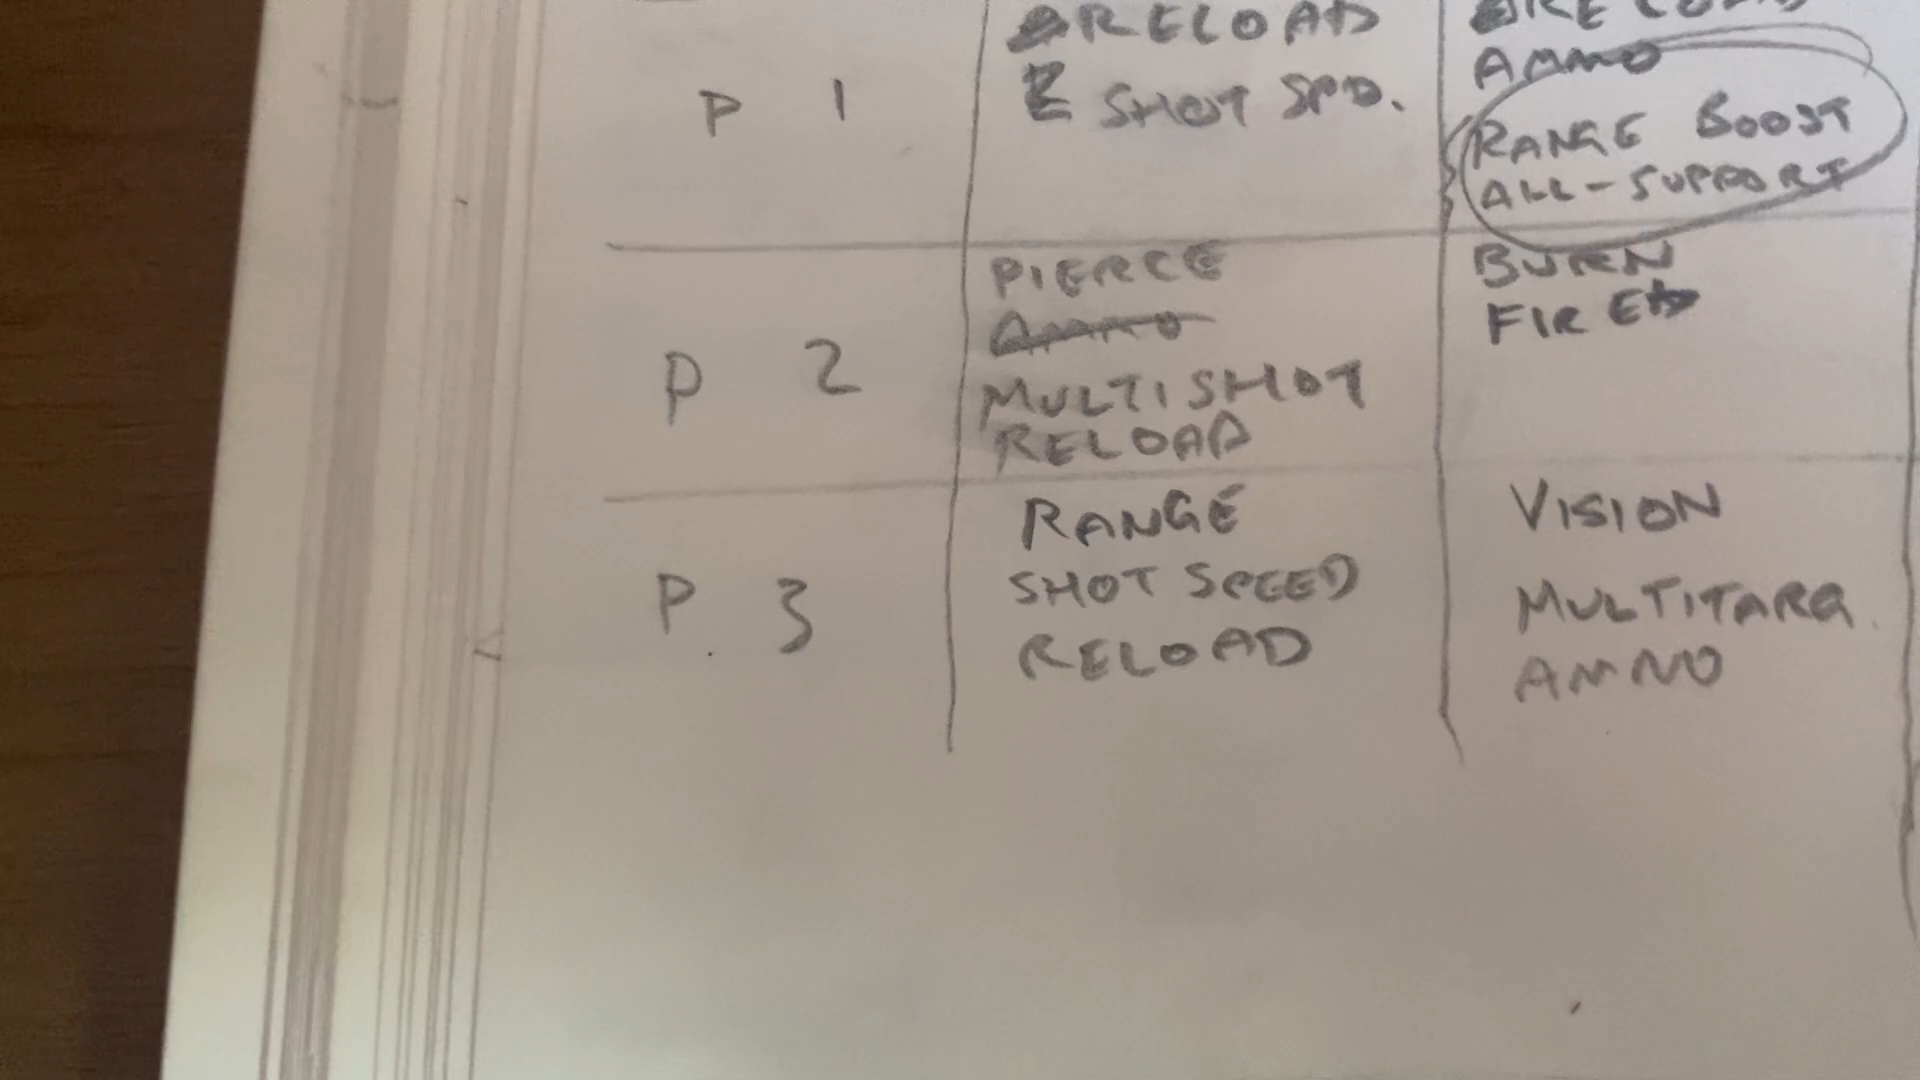 RELOAD
RELOAD
AMMO
P 1
SHOT SPD.
RANGE BOOST
ALL-SUPPORT
P 2
PIERCE
AMMO
MULTISHOT
RELOAD
BURN
FIRE
P. 3
RANGE
SHOT SPEED
RELOAD
VISION
MULTITARG.
AMMO